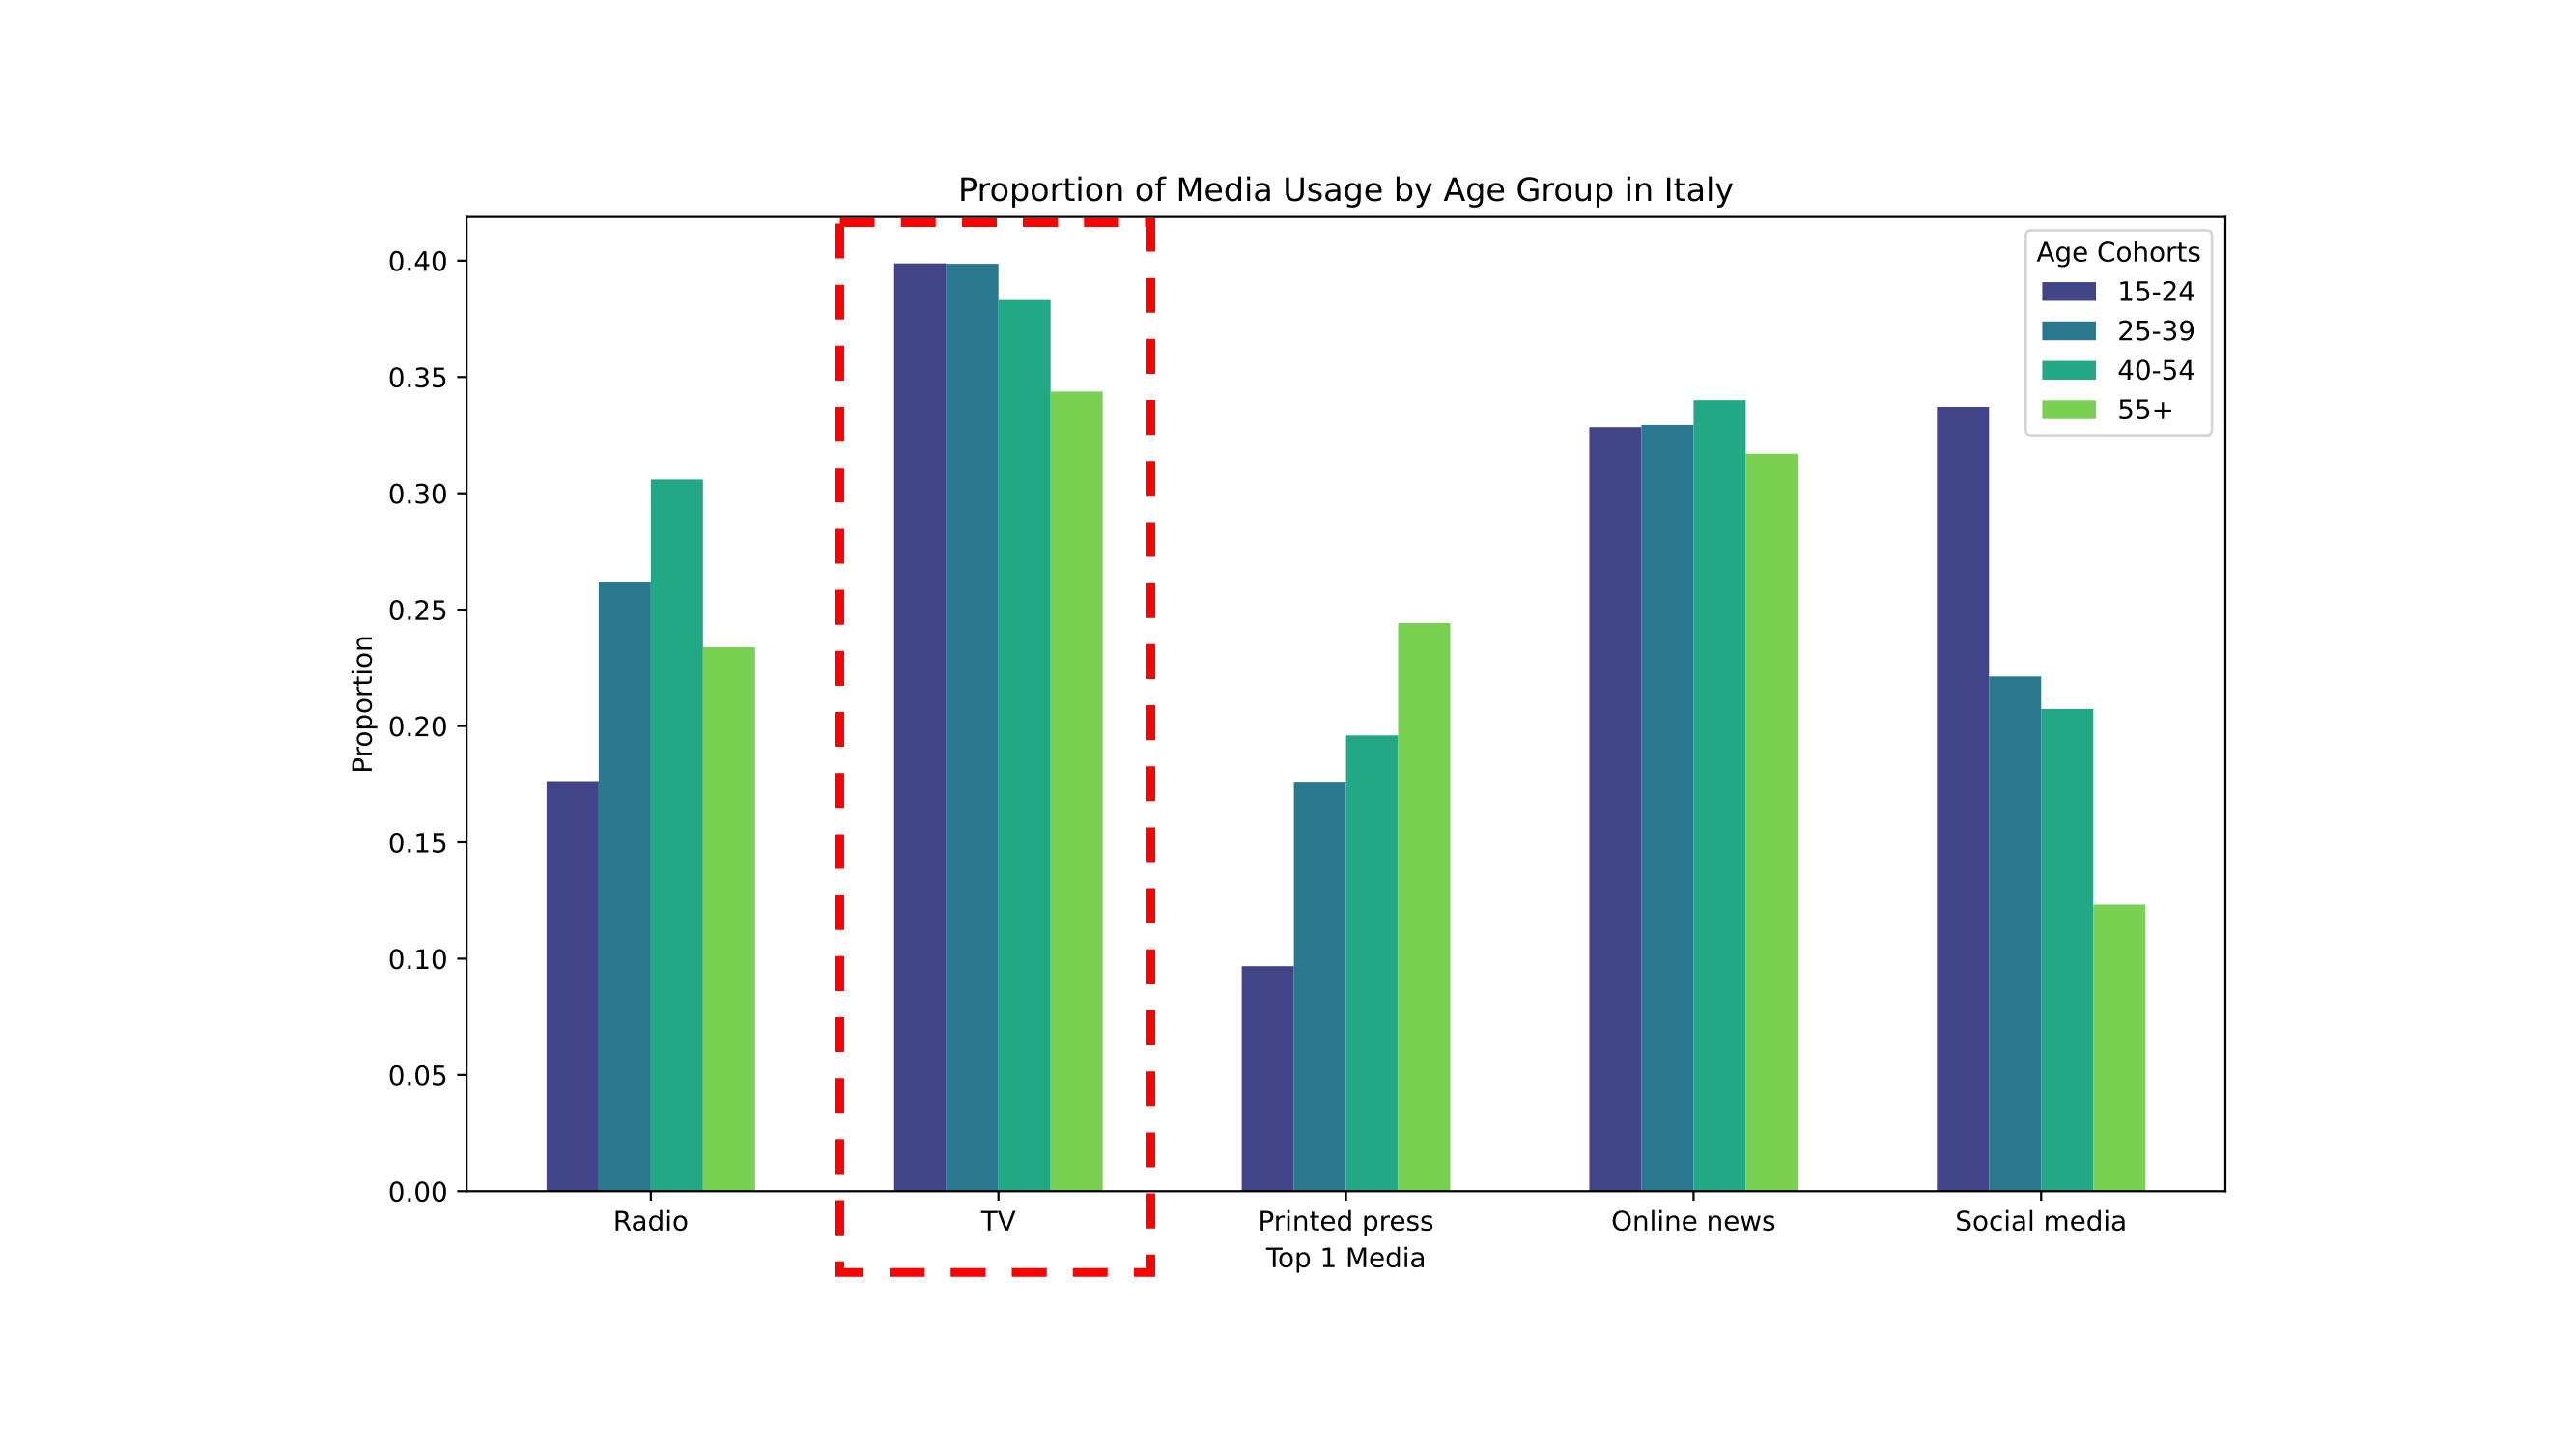 Proportion of Media Usage by Age Group in Italy
Age Cohorts
15-24
25-39
40-54
55+
Proportion
0.40
0.35
0.30
0.25
0.20
0.15
0.10
0.05
0.00
Radio
TV
Printed press
Online news
Social media
Top 1 Media